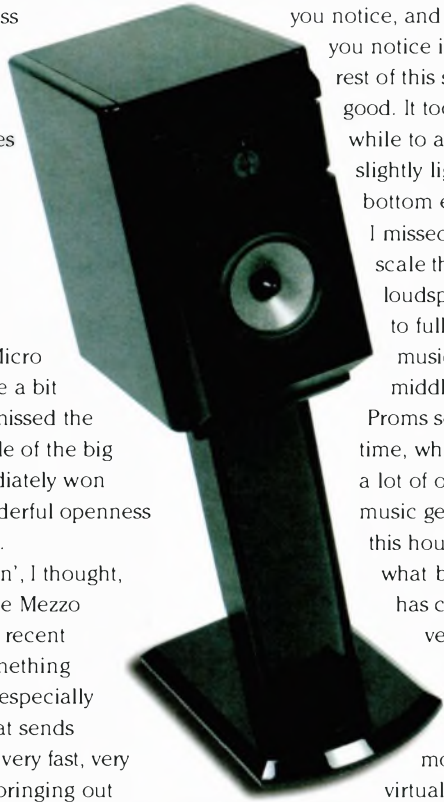 ss
es
Micro
e a bit
missed the
le of the big
diately won
derful openness
.
n', I thought,
e Mezzo
recent
mething
especially
at sends
very fast, very
bringing out
you notice, and
you notice i
rest of this s
good. It too
while to a
slightly lig
bottom e
I missed
scale th
loudsp
to full
music
middl
Proms se
time, wh
a lot of o
music ge
this hou
what b
has c
ve
mo
virtual